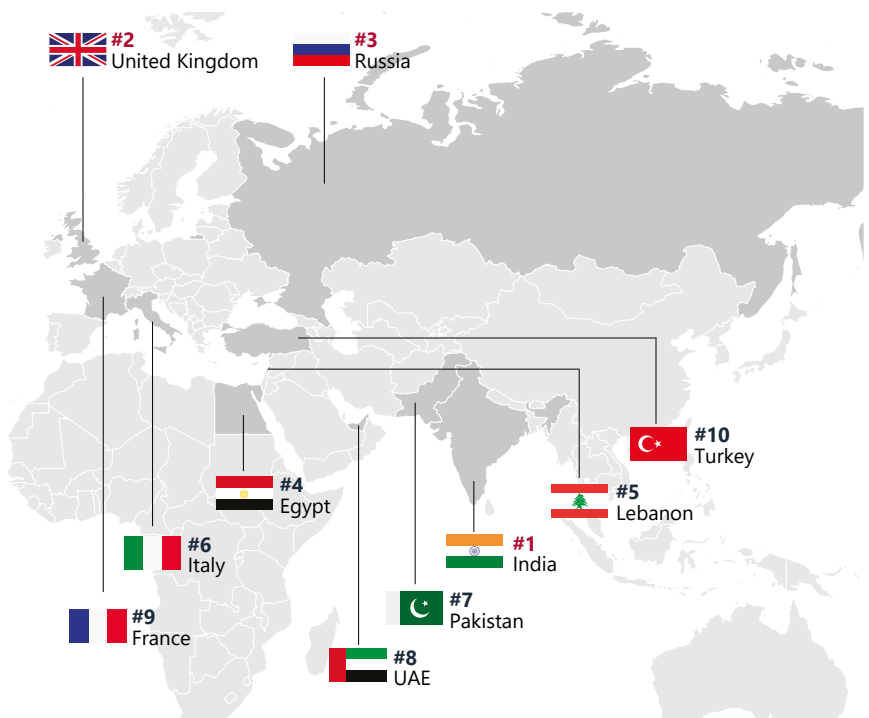 #2
United Kingdom
#3
Russia
#10
Turkey
#4
Egypt
#5
Lebanon
#6
Italy
#1
India
#7
Pakistan
#9
France
#8
UAE